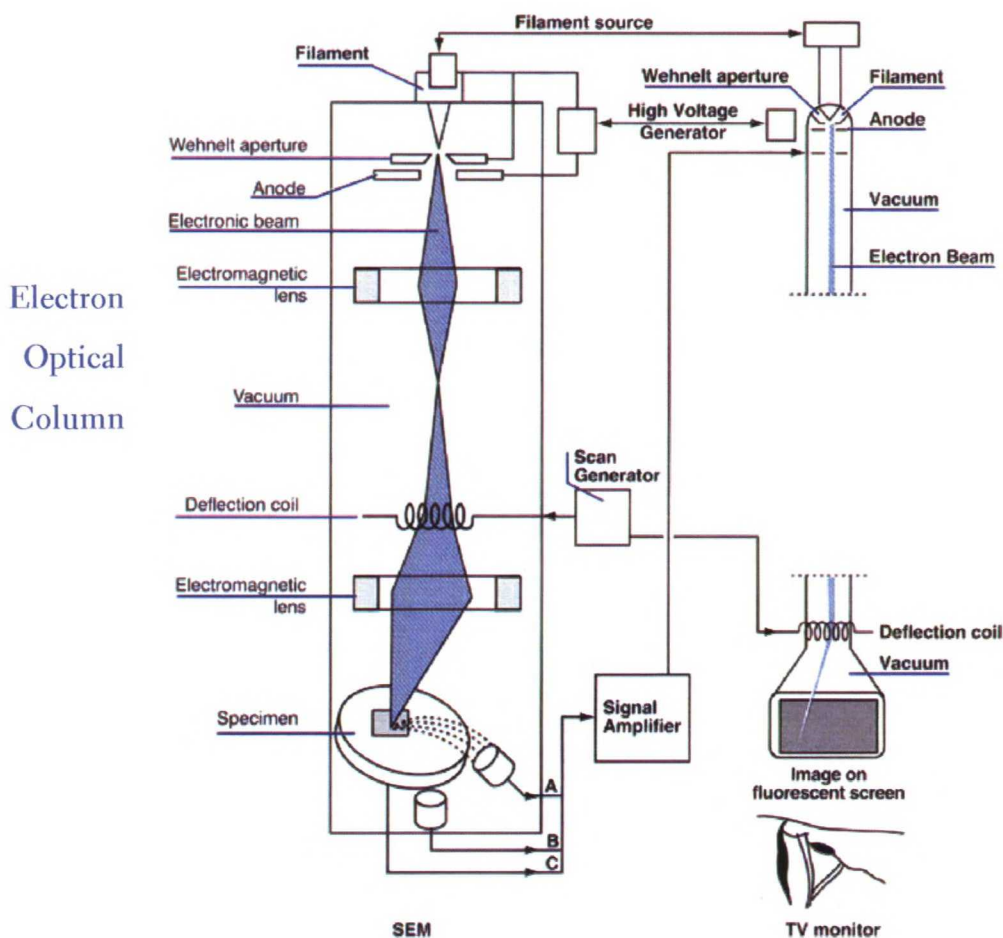 Filament source
Filament
Wehnelt aperture
Filament
High Voltage
Generator
Anode
Wehnelt aperture
Anode
Vacuum
Electronic beam
Electron Beam
Electromagnetic
lens
Electron
Optical
Column
Vacuum
Scan
Generator
Deflection coil
Electromagnetic
lens
Deflection coil
Vacuum
Specimen
Signal
Amplifier
A
B
C
Image on
fluorescent screen
SEM
TV monitor